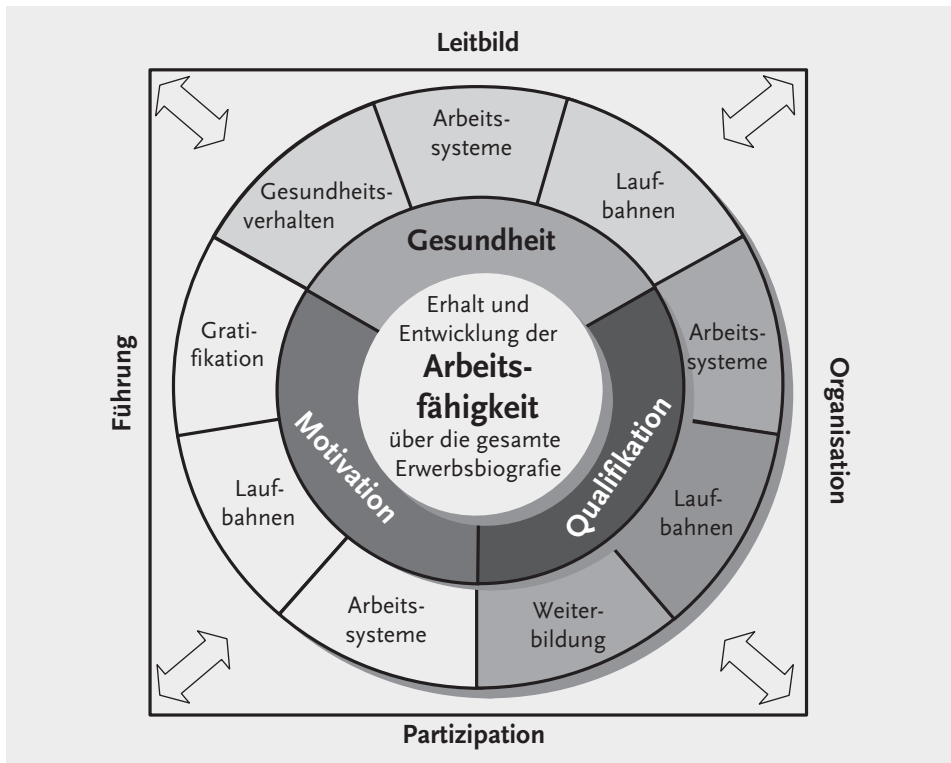 Leitbild
Arbeits-
systeme
Lauf-
bahnen
Gesundheits-
verhalten
Gesundheit
Erhalt und
Entwicklung der
Arbeits-
fähigkeit
über die gesamte
Erwerbsbiografie
Grati-
fikation
Arbeits-
systeme
Führung
Organisation
Motivation
Qualifikation
Lauf-
bahnen
Lauf-
bahnen
Arbeits-
systeme
Weiter-
bildung
Partizipation